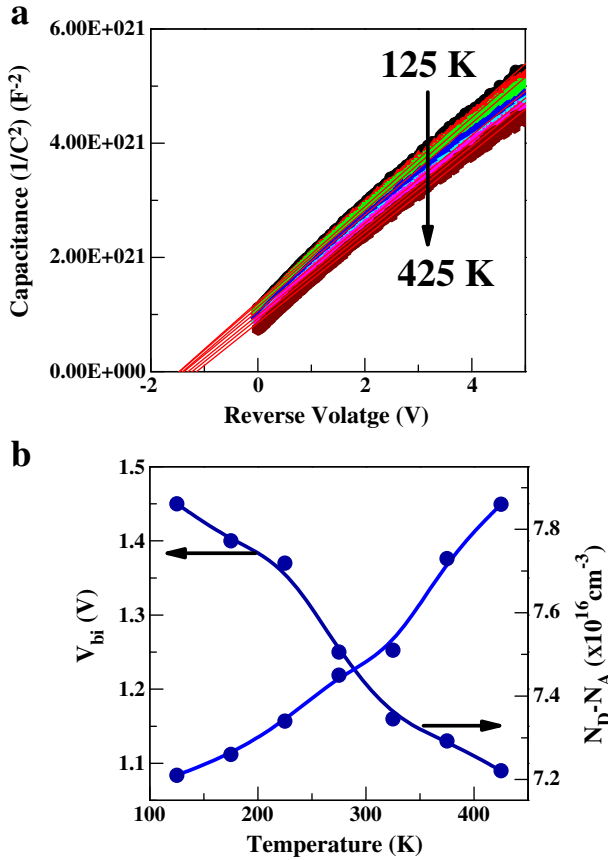 a
6.00E+021
4.00E+021
2.00E+021
0.00E+000
Capacitance (1/C²) (F⁻²)
125 K
425 K
-2 0 2 4
Reverse Volatge (V)
b
1.5
1.4
1.3
1.2
1.1
V_bi (V)
7.8
7.6
7.4
7.2
N_D-N_A (x10¹⁶cm⁻³)
100 200 300 400
Temperature (K)